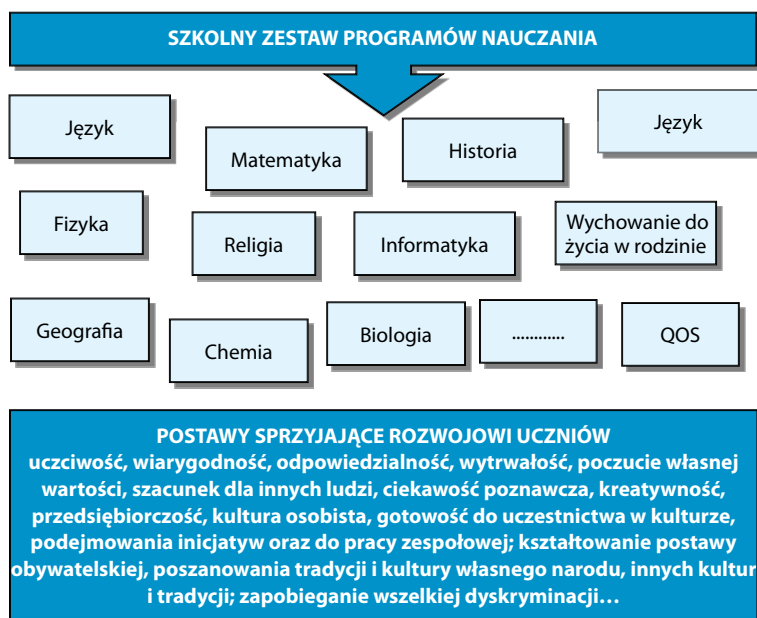 SZKOLNY ZESTAW PROGRAMÓW NAUCZANIA
Język
Matematyka
Historia
Język
Fizyka
Religia
Informatyka
Wychowanie do
życia w rodzinie
Geografia
Chemia
Biologia
............
QOS
POSTAWY SPRZYJAJĄCE ROZWOJOWI UCZNIÓW
uczciwość, wiarygodność, odpowiedzialność, wytrwałość, poczucie własnej
wartości, szacunek dla innych ludzi, ciekawość poznawcza, kreatywność,
przedsiębiorczość, kultura osobista, gotowość do uczestnictwa w kulturze,
podejmowania inicjatyw oraz do pracy zespołowej; kształtowanie postawy
obywatelskiej, poszanowania tradycji i kultury własnego narodu, innych kultur
i tradycji; zapobieganie wszelkiej dyskryminacji…